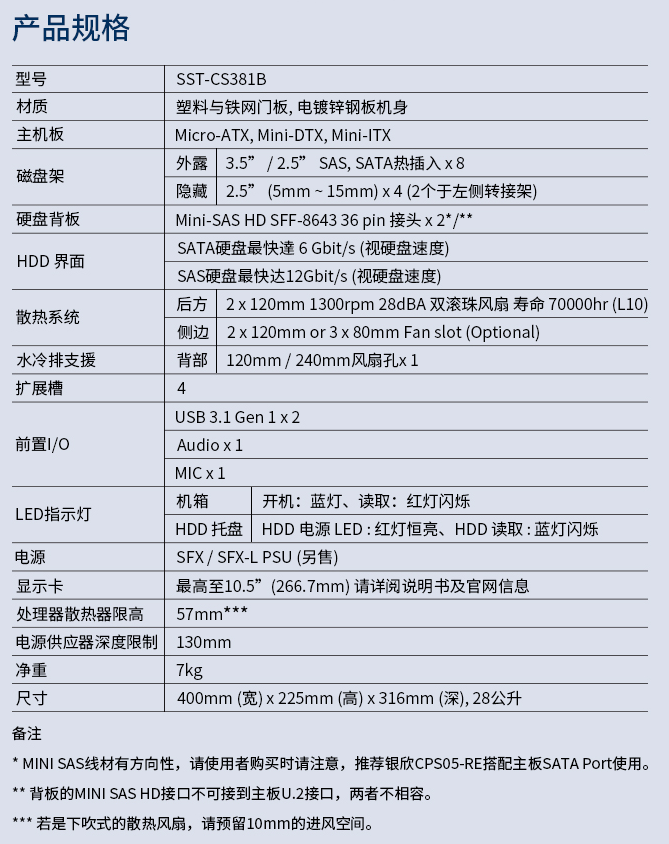 产品规格
型号 SST-CS381B
材质 塑料与铁网门板, 电镀锌钢板机身
主机板 Micro-ATX, Mini-DTX, Mini-ITX
磁盘架 外露 3.5” / 2.5” SAS, SATA热插入 x 8
隐藏 2.5” (5mm ~ 15mm) x 4 (2个于左侧转接架)
硬盘背板 Mini-SAS HD SFF-8643 36 pin 接头 x 2*/**
HDD 界面 SATA硬盘最快達 6 Gbit/s (视硬盘速度)
SAS硬盘最快达12Gbit/s (视硬盘速度)
散热系统 后方 2 x 120mm 1300rpm 28dBA 双滚珠风扇 寿命 70000hr (L10)
侧边 2 x 120mm or 3 x 80mm Fan slot (Optional)
水冷排支援 背部 120mm / 240mm风扇孔x 1
扩展槽 4
前置I/O USB 3.1 Gen 1 x 2
Audio x 1
MIC x 1
LED指示灯 机箱 开机：蓝灯、读取：红灯闪烁
HDD 托盘 HDD 电源 LED : 红灯恒亮、HDD 读取 : 蓝灯闪烁
电源 SFX / SFX-L PSU (另售)
显示卡 最高至10.5”(266.7mm) 请详阅说明书及官网信息
处理器散热器限高 57mm***
电源供应器深度限制 130mm
净重 7kg
尺寸 400mm (宽) x 225mm (高) x 316mm (深), 28公升
备注
* MINI SAS线材有方向性，请使用者购买时请注意，推荐银欣CPS05-RE搭配主板SATA Port使用。
** 背板的MINI SAS HD接口不可接到主板U.2接口，两者不相容。
*** 若是下吹式的散热风扇，请预留10mm的进风空间。